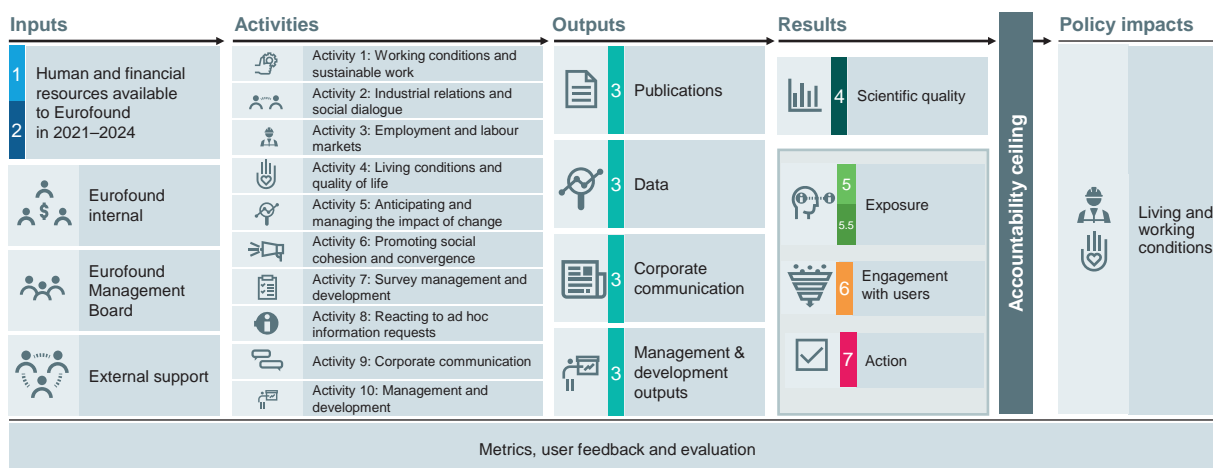 Inputs
1
2
Human and financial
resources available
to Eurofound
in 2021–2024
$
Eurofound
internal
Eurofound
Management
Board
External support
Activities
Activity 1: Working conditions and
sustainable work
Activity 2: Industrial relations and
social dialogue
Activity 3: Employment and labour
markets
Activity 4: Living conditions and
quality of life
Activity 5: Anticipating and
managing the impact of change
Activity 6: Promoting social
cohesion and convergence
Activity 7: Survey management and
development
Activity 8: Reacting to ad hoc
information requests
Activity 9: Corporate communication
Activity 10: Management and
development
Outputs
3
Publications
3
Data
3
Corporate
communication
3
Management &
development
outputs
Results
4
Scientific quality
5
5.5
Exposure
6
Engagement
with users
7
Action
Accountability ceiling
Policy impacts
Living and
working
conditions
Metrics, user feedback and evaluation